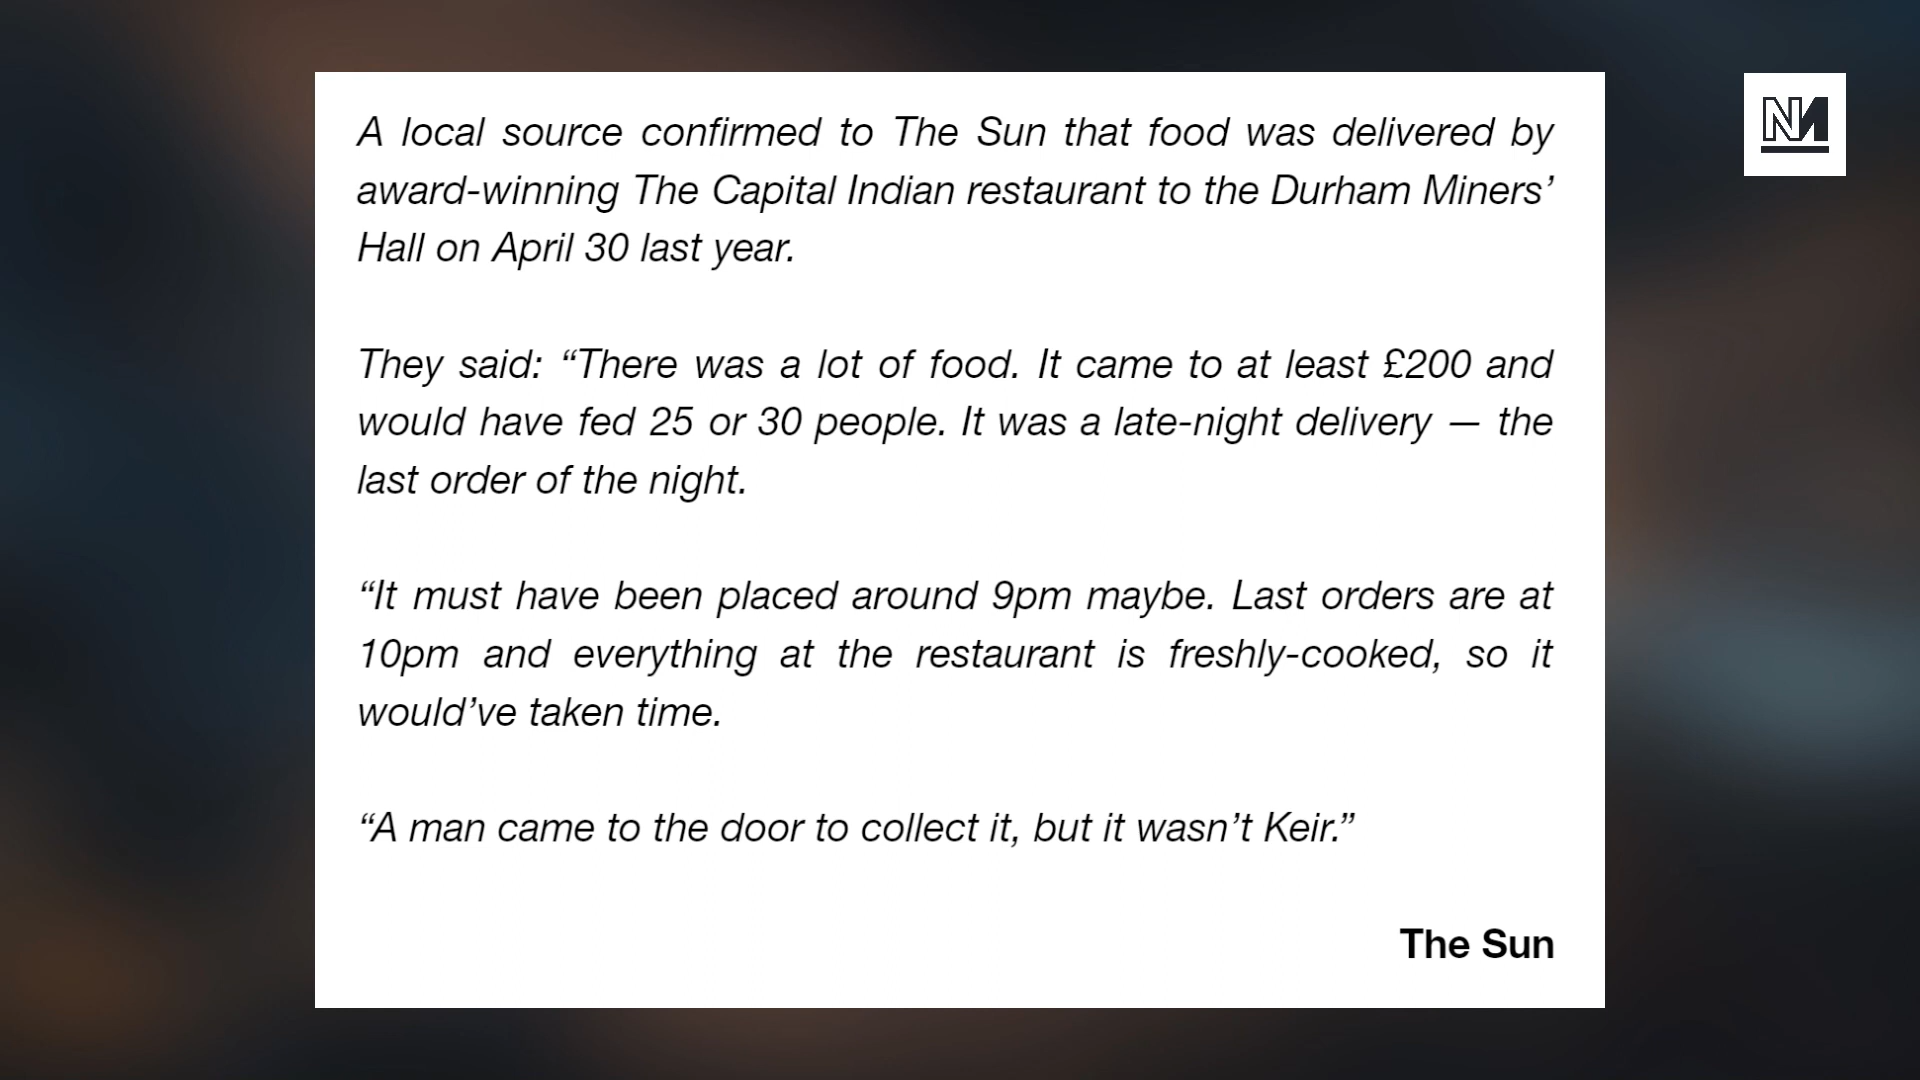 A local source confirmed to The Sun that food was delivered by
award-winning The Capital Indian restaurant to the Durham Miners’
Hall on April 30 last year.
They said: “There was a lot of food. It came to at least £200 and
would have fed 25 or 30 people. It was a late-night delivery — the
last order of the night.
“It must have been placed around 9pm maybe. Last orders are at
10pm and everything at the restaurant is freshly-cooked, so it
would’ve taken time.
“A man came to the door to collect it, but it wasn’t Keir.”
The Sun
NM